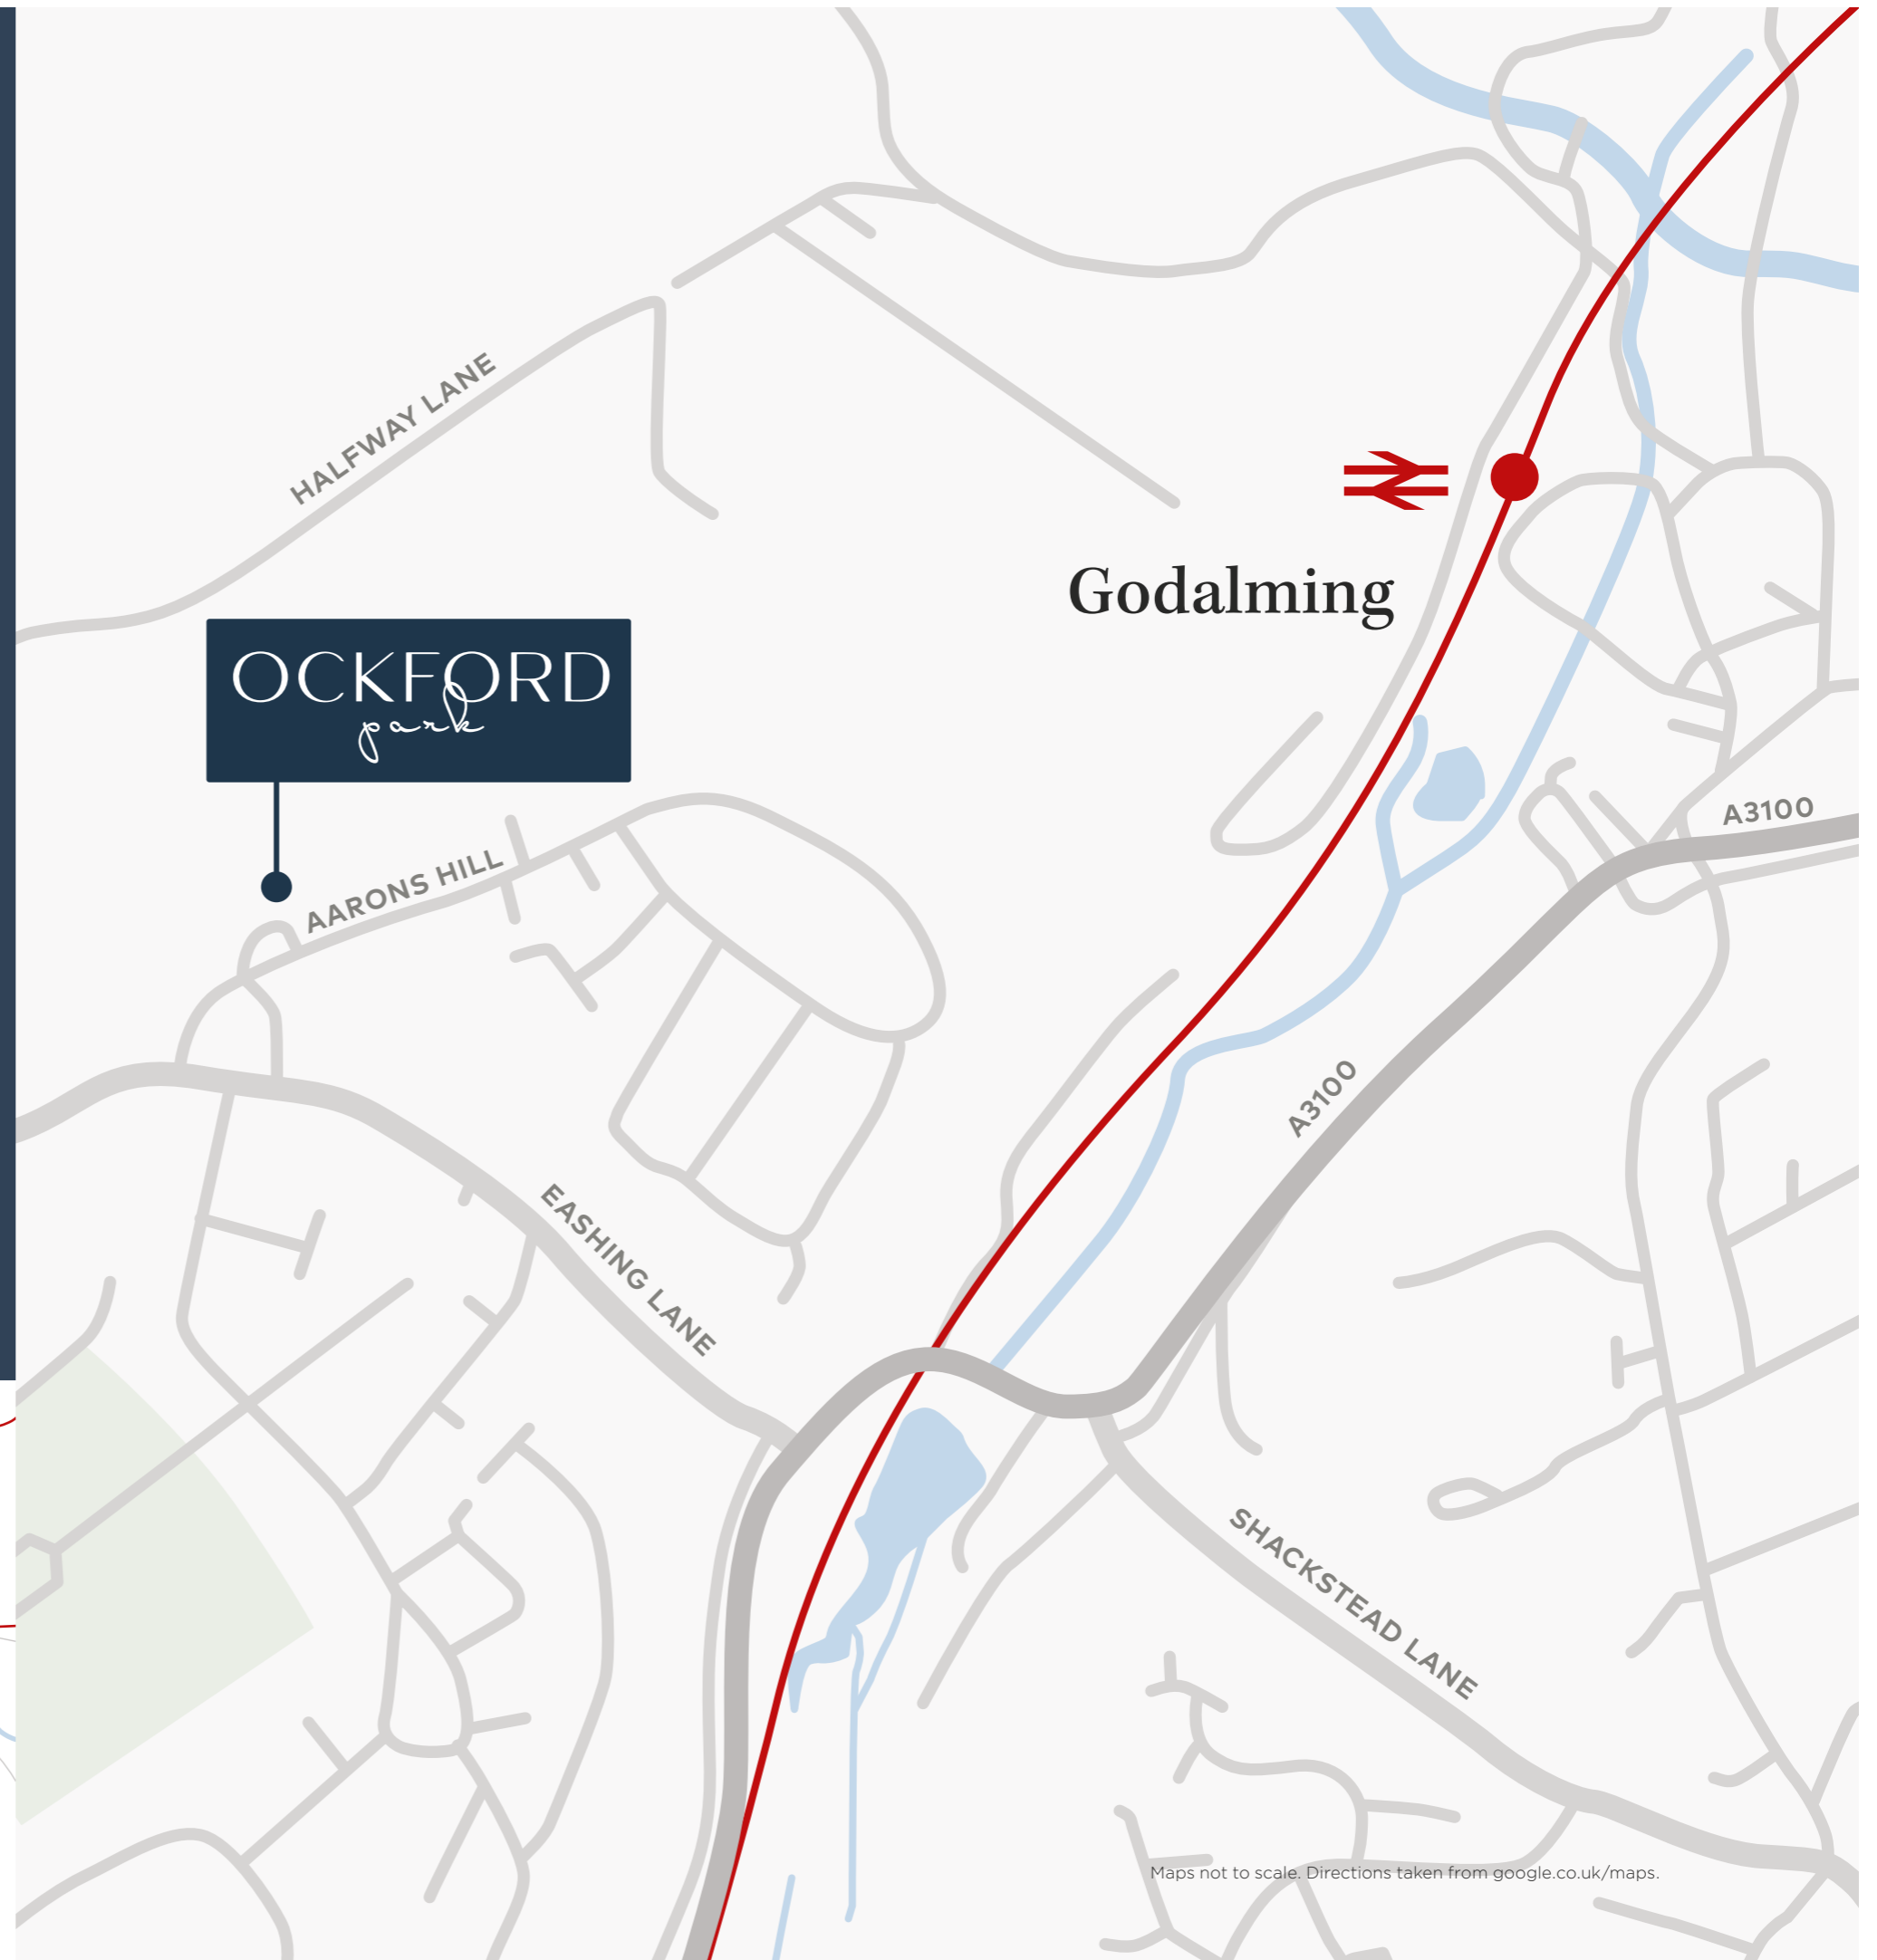 HALFWAY LANE
Godalming
OCKFORD
park
A3100
AARONS HILL
A3100
EASHING LANE
SHACKSTEAD LANE
Maps not to scale. Directions taken from google.co.uk/maps.